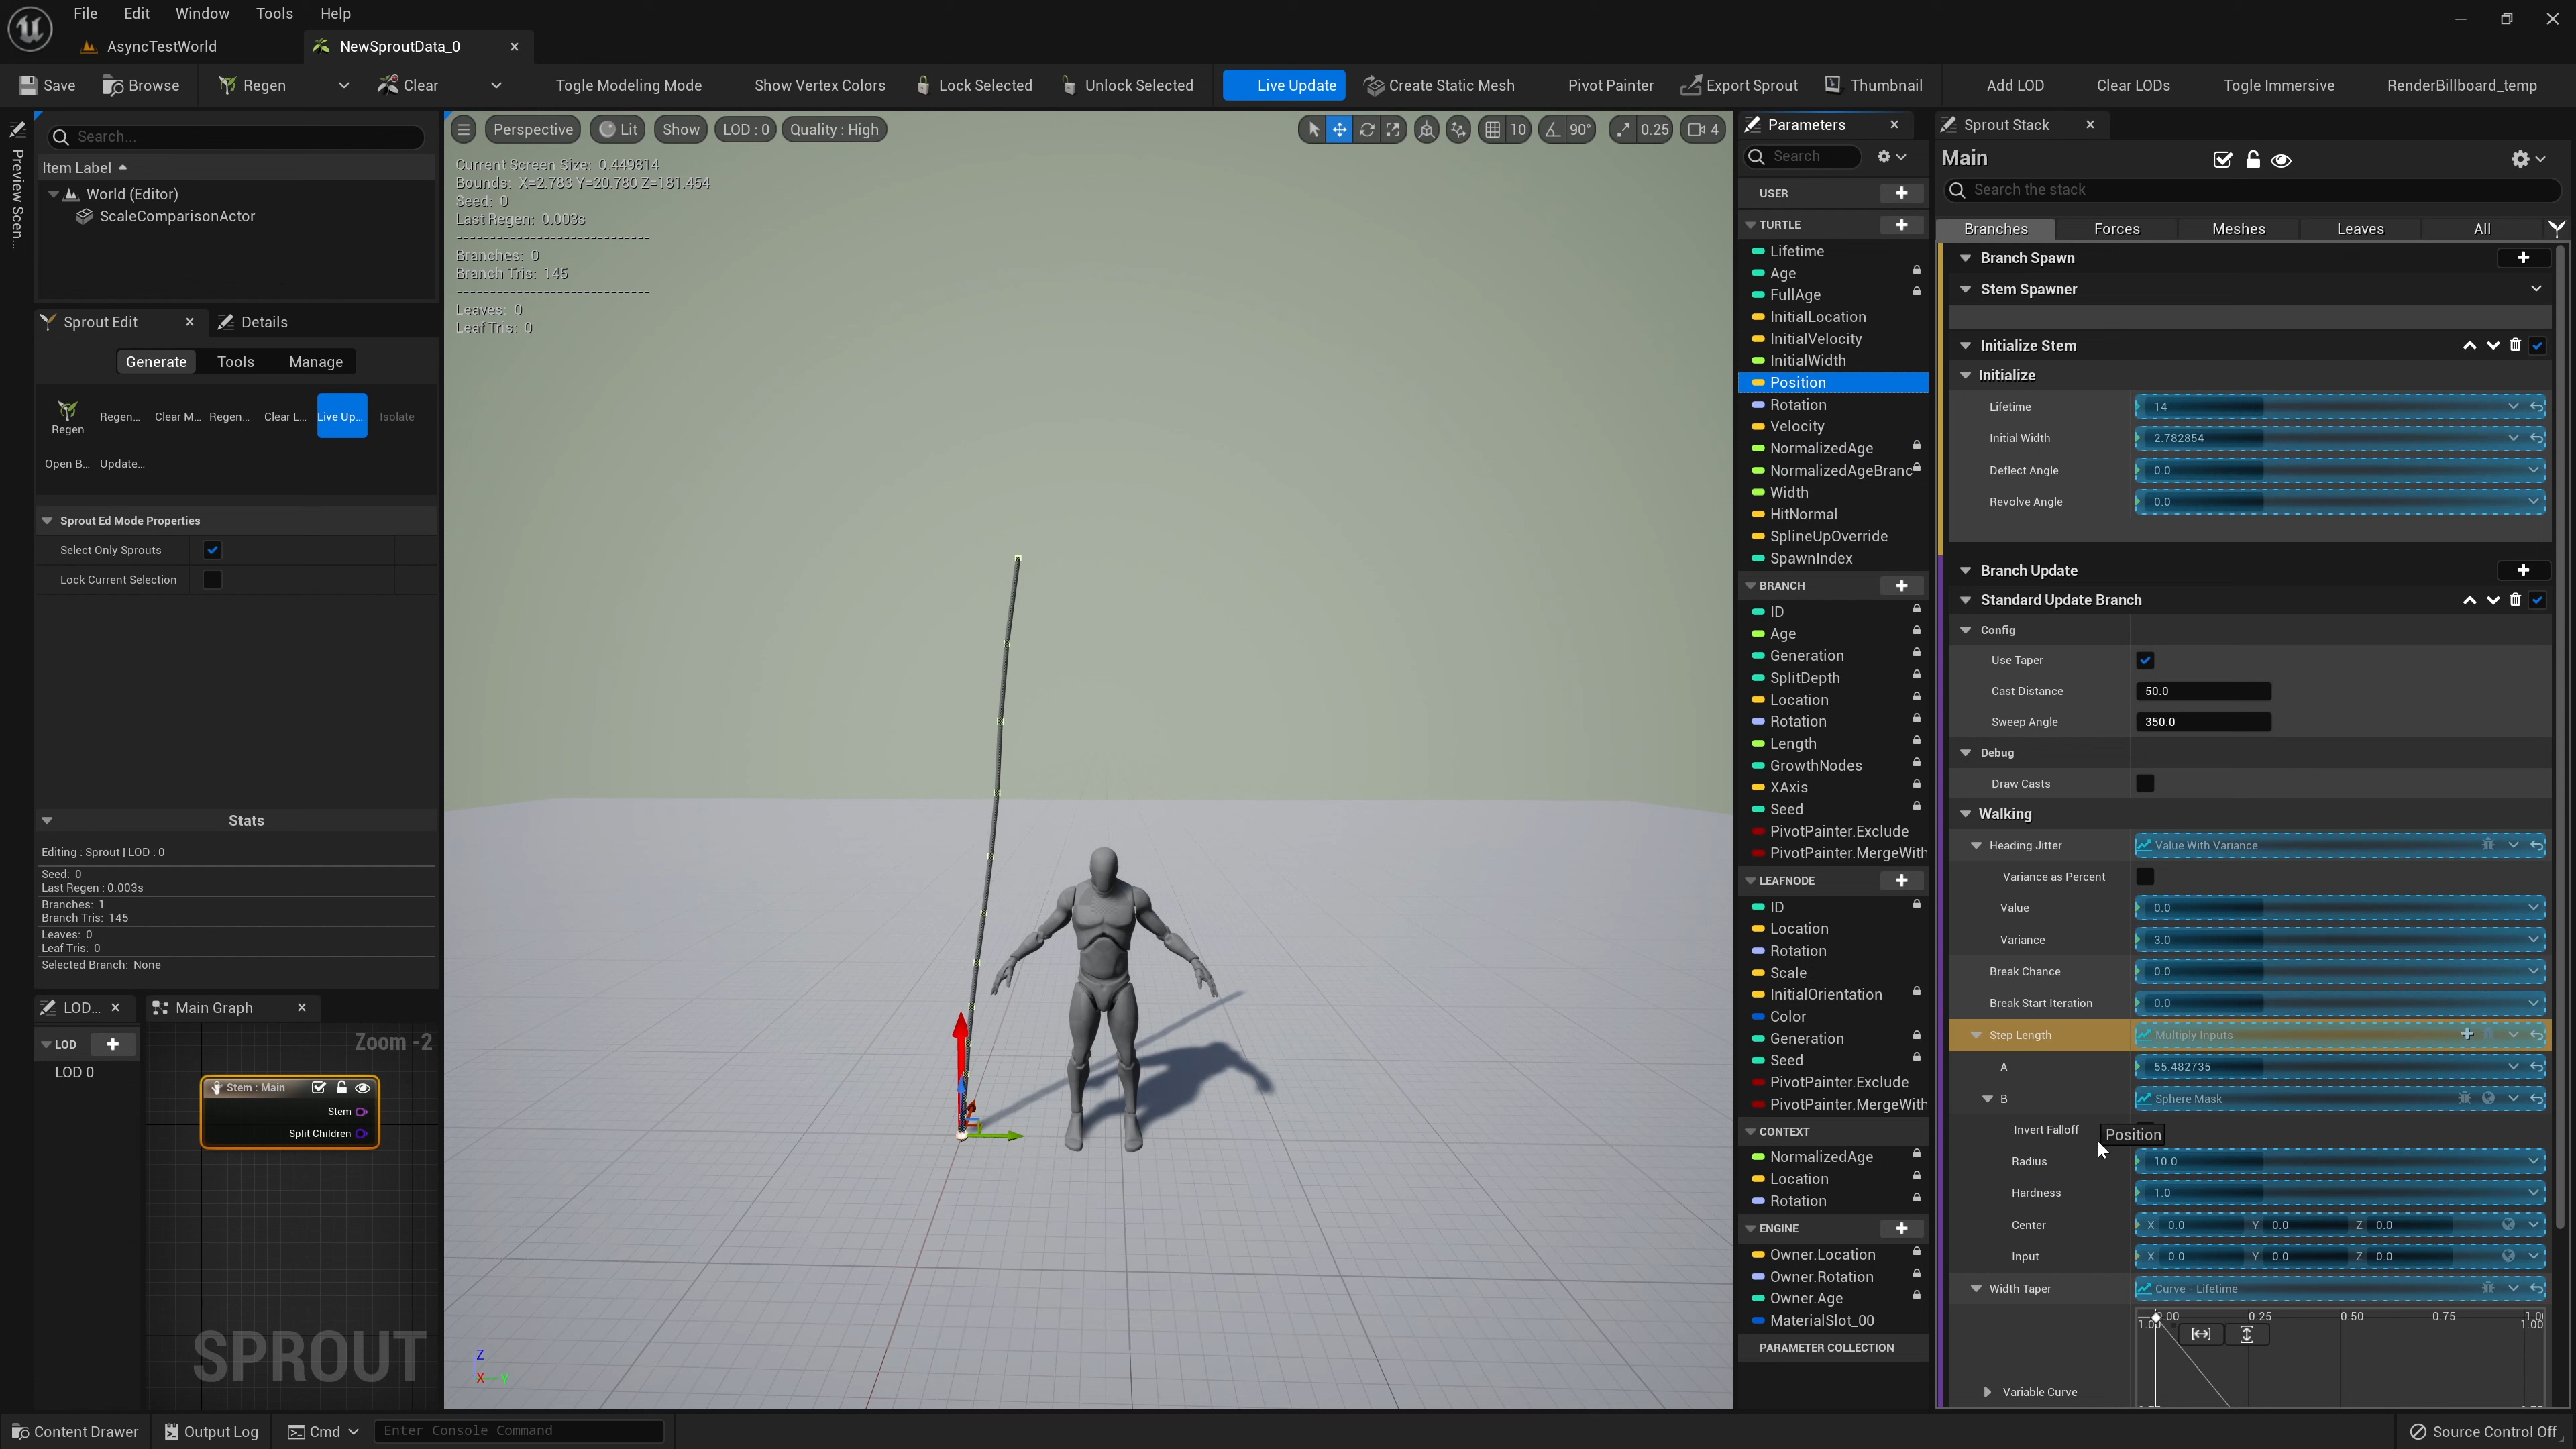 File Edit Window Tools Help
AsyncTestWorld
NewSproutData_0
Save Browse Regen Clear Togle Modeling Mode Show Vertex Colors Lock Selected Unlock Selected Live Update Create Static Mesh Pivot Painter Export Sprout Thumbnail Add LOD Clear LODs Togle Immersive RenderBillboard_temp
Preview Scen...
Search...
Item Label
World (Editor)
ScaleComparisonActor
Sprout Edit Details
Generate Tools Manage
Regen Regen... Clear M... Regen... Clear L... Live Up... Isolate
Open B... Update...
Sprout Ed Mode Properties
Select Only Sprouts
Lock Current Selection
Stats
Editing : Sprout | LOD : 0
Seed: 0
Last Regen : 0.003s
Branches: 1
Branch Tris: 145
Leaves: 0
Leaf Tris: 0
Selected Branch: None
LOD... Main Graph
LOD
LOD 0
Zoom -2
Stem : Main
Stem
Split Children
SPROUT
Perspective Lit Show LOD : 0 Quality : High 10 90° 0.25 4
Current Screen Size: 0.449814
Bounds: X=2.783 Y=20.780 Z=181.454
Seed: 0
Last Regen: 0.003s
-----------------------------
Branches: 0
Branch Tris: 145
-----------------------------
Leaves: 0
Leaf Tris: 0
Z
X Y
Parameters
Search
USER
TURTLE
Lifetime
Age
FullAge
InitialLocation
InitialVelocity
InitialWidth
Position
Rotation
Velocity
NormalizedAge
NormalizedAgeBranc
Width
HitNormal
SplineUpOverride
SpawnIndex
BRANCH
ID
Age
Generation
SplitDepth
Location
Rotation
Length
GrowthNodes
XAxis
Seed
PivotPainter.Exclude
PivotPainter.MergeWith
LEAFNODE
ID
Location
Rotation
Scale
InitialOrientation
Color
Generation
Seed
PivotPainter.Exclude
PivotPainter.MergeWith
CONTEXT
NormalizedAge
Location
Rotation
ENGINE
Owner.Location
Owner.Rotation
Owner.Age
MaterialSlot_00
PARAMETER COLLECTION
Sprout Stack
Main
Search the stack
Branches Forces Meshes Leaves All
Branch Spawn
Stem Spawner
Initialize Stem
Initialize
Lifetime 14
Initial Width 2.782854
Deflect Angle 0.0
Revolve Angle 0.0
Branch Update
Standard Update Branch
Config
Use Taper
Cast Distance 50.0
Sweep Angle 350.0
Debug
Draw Casts
Walking
Heading Jitter Value With Variance
Variance as Percent
Value 0.0
Variance 3.0
Break Chance 0.0
Break Start Iteration 0.0
Step Length Multiply Inputs
A 55.482735
B Sphere Mask
Invert Falloff
Position
Radius 10.0
Hardness 1.0
Center X 0.0 Y 0.0 Z 0.0
Input X 0.0 Y 0.0 Z 0.0
Width Taper Curve - Lifetime
0.25 0.50 0.75
1.00
Variable Curve
Content Drawer Output Log Cmd Enter Console Command Source Control Off